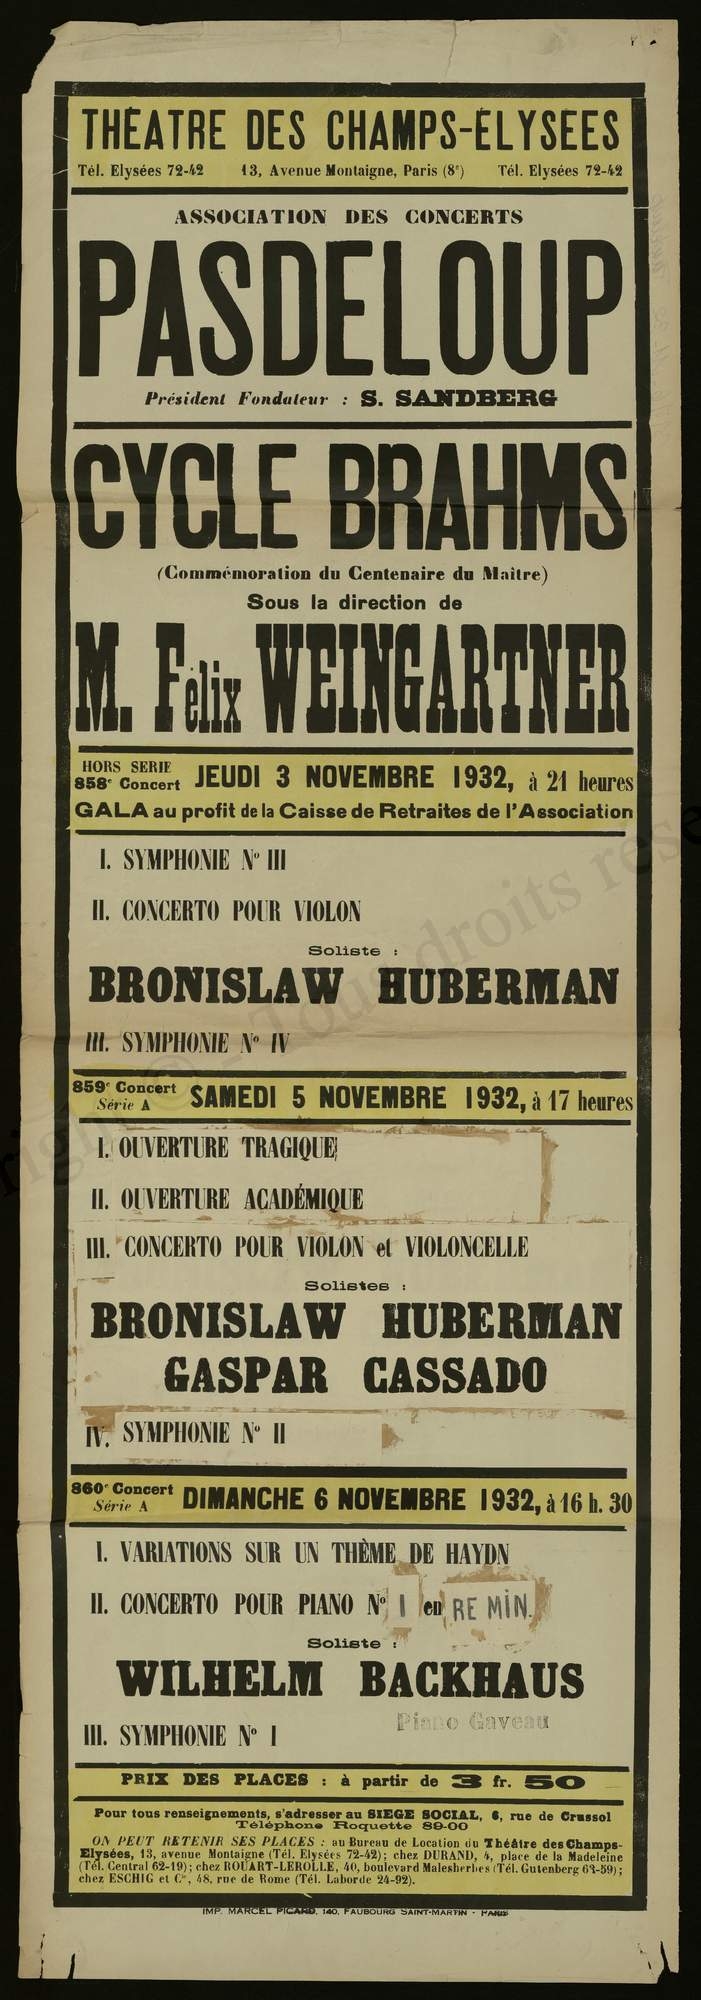 THÉATRE DES CHAMPS-ÉLYSÉES
Tél. Elysées 72-42 13, Avenue Montaigne, Paris (8e) Tél. Elysées 72-42
ASSOCIATION DES CONCERTS
PASDELOUP
Président Fondateur : S. SANDBERG
CYCLE BRAHMS
(Commémoration du Centenaire du Maître)
Sous la direction de
M. Félix WEINGARTNER
HORS SERIE
858e Concert JEUDI 3 NOVEMBRE 1932, à 21 heures
GALA au profit de la Caisse de Retraites de l'Association
I. SYMPHONIE No III
II. CONCERTO POUR VIOLON
Soliste :
BRONISLAW HUBERMAN
III. SYMPHONIE No IV
859e Concert
Série A SAMEDI 5 NOVEMBRE 1932, à 17 heures
I. OUVERTURE TRAGIQUE
II. OUVERTURE ACADÉMIQUE
III. CONCERTO POUR VIOLON et VIOLONCELLE
Solistes :
BRONISLAW HUBERMAN
GASPAR CASSADO
IV. SYMPHONIE No II
860e Concert
Série A DIMANCHE 6 NOVEMBRE 1932, à 16 h. 30
I. VARIATIONS SUR UN THÈME DE HAYDN
II. CONCERTO POUR PIANO No I en RE MIN.
Soliste :
WILHELM BACKHAUS
Piano Gaveau
III. SYMPHONIE No I
PRIX DES PLACES : à partir de 3 fr. 50
Pour tous renseignements, s'adresser au SIEGE SOCIAL, 6, rue de Crussol
Téléphone Roquette 89-00
ON PEUT RETENIR SES PLACES : au Bureau de Location du Théâtre des Champs-
Elysées, 13, avenue Montaigne (Tél. Elysées 72-42); chez DURAND, 4, place de la Madeleine
(Tél. Central 62-19); chez ROUART-LEROLLE, 40, boulevard Malesherbes (Tél. Gutenberg 63-59);
chez ESCHIG et Cie, 48, rue de Rome (Tél. Laborde 24-92).
IMP. MARCEL PICARD, 140, FAUBOURG SAINT-MARTIN - PARIS
right © - Tous droits rése